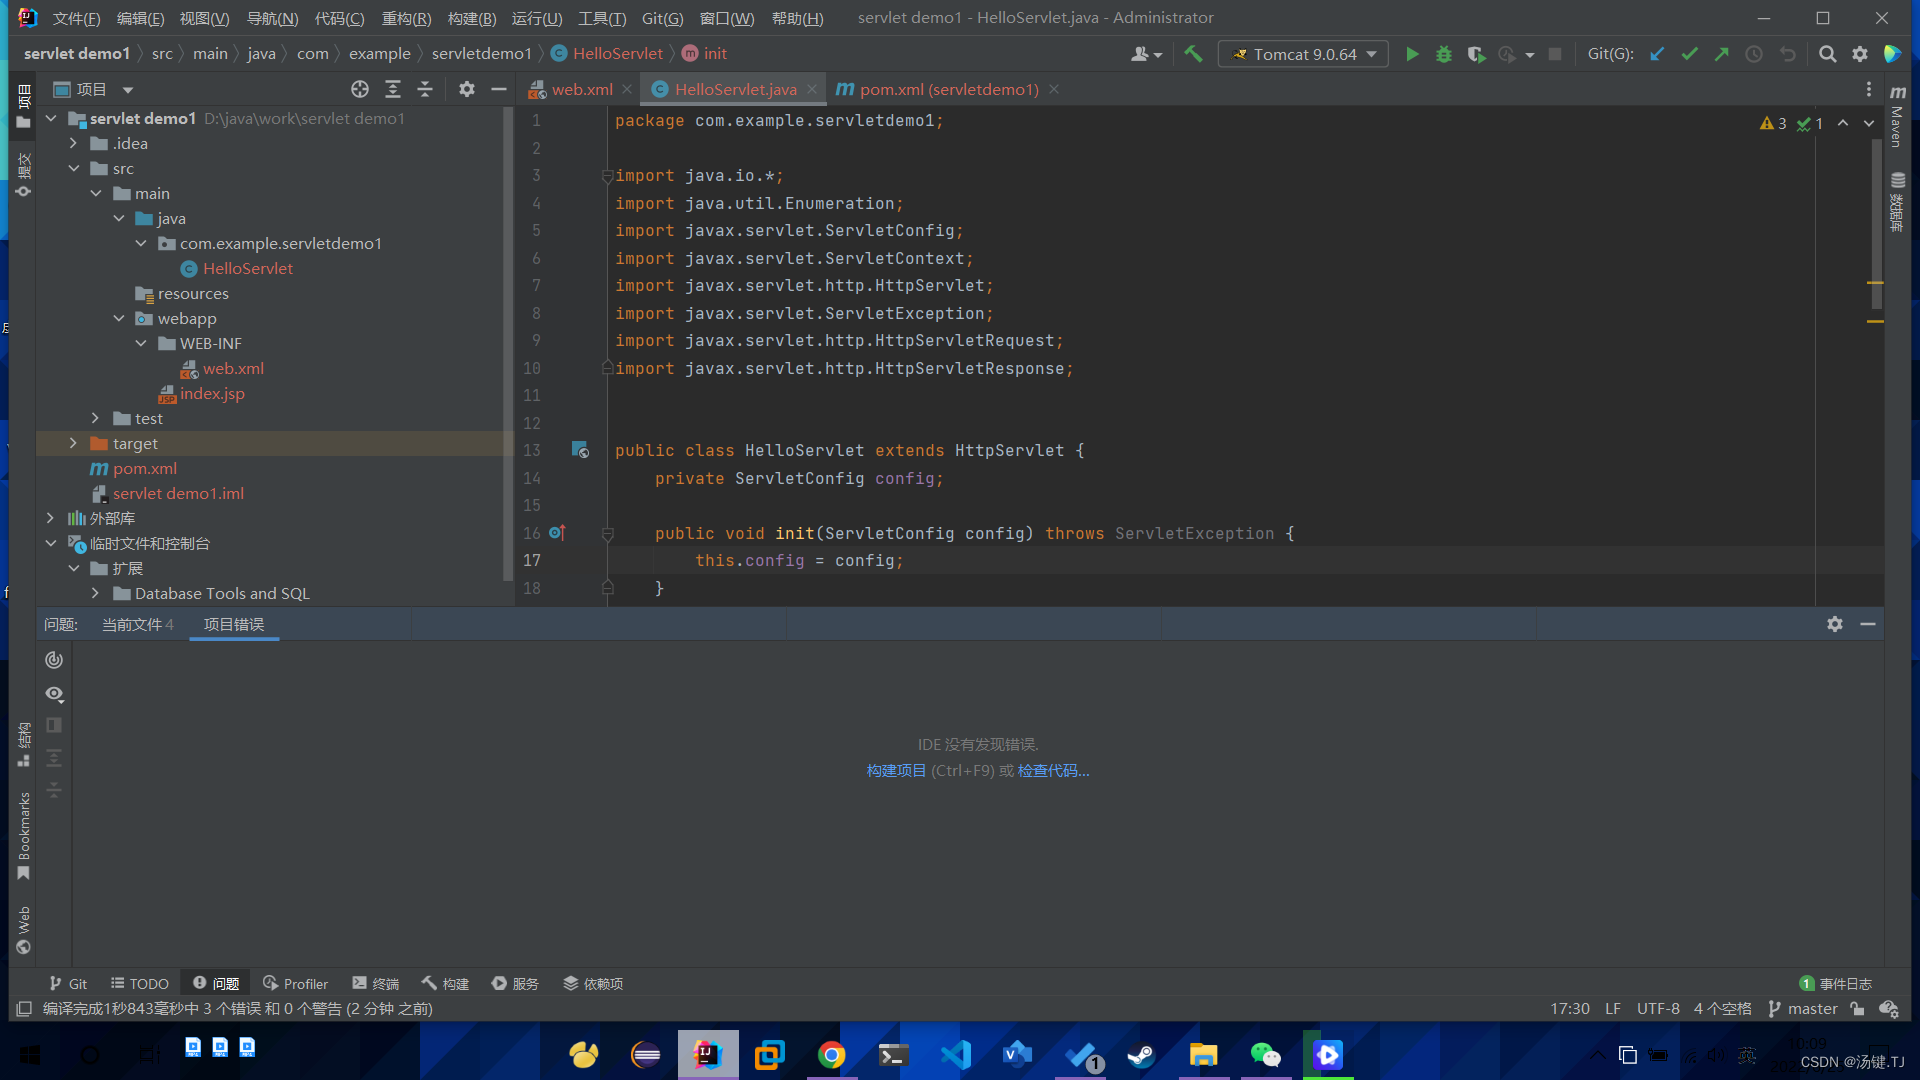 文件(F) 编辑(E) 视图(V) 导航(N) 代码(C) 重构(R) 构建(B) 运行(U) 工具(T) Git(G) 窗口(W) 帮助(H) servlet demo1 - HelloServlet.java - Administrator
servlet demo1 src main java com example servletdemo1 HelloServlet init Tomcat 9.0.64 Git(G):
项目 web.xml HelloServlet.java pom.xml (servletdemo1)
servlet demo1 D:\java\work\servlet demo1
.idea
src
main
java
com.example.servletdemo1
HelloServlet
resources
webapp
WEB-INF
web.xml
index.jsp
test
target
pom.xml
servlet demo1.iml
外部库
临时文件和控制台
扩展
Database Tools and SQL
项目
提交
结构
Bookmarks
Web
1 package com.example.servletdemo1;
2
3 import java.io.*;
4 import java.util.Enumeration;
5 import javax.servlet.ServletConfig;
6 import javax.servlet.ServletContext;
7 import javax.servlet.http.HttpServlet;
8 import javax.servlet.ServletException;
9 import javax.servlet.http.HttpServletRequest;
10 import javax.servlet.http.HttpServletResponse;
11
12
13 public class HelloServlet extends HttpServlet {
14 private ServletConfig config;
15
16 public void init(ServletConfig config) throws ServletException {
17 this.config = config;
18 }
3 1
Maven
数据库
问题: 当前文件 4 项目错误
IDE 没有发现错误.
构建项目 (Ctrl+F9) 或 检查代码...
Git TODO 问题 Profiler 终端 构建 服务 依赖项 1 事件日志
编译完成1秒843毫秒中 3 个错误 和 0 个警告 (2 分钟 之前) 17:30 LF UTF-8 4 个空格 master
1 英 10:09
CSDN @汤键.TJ